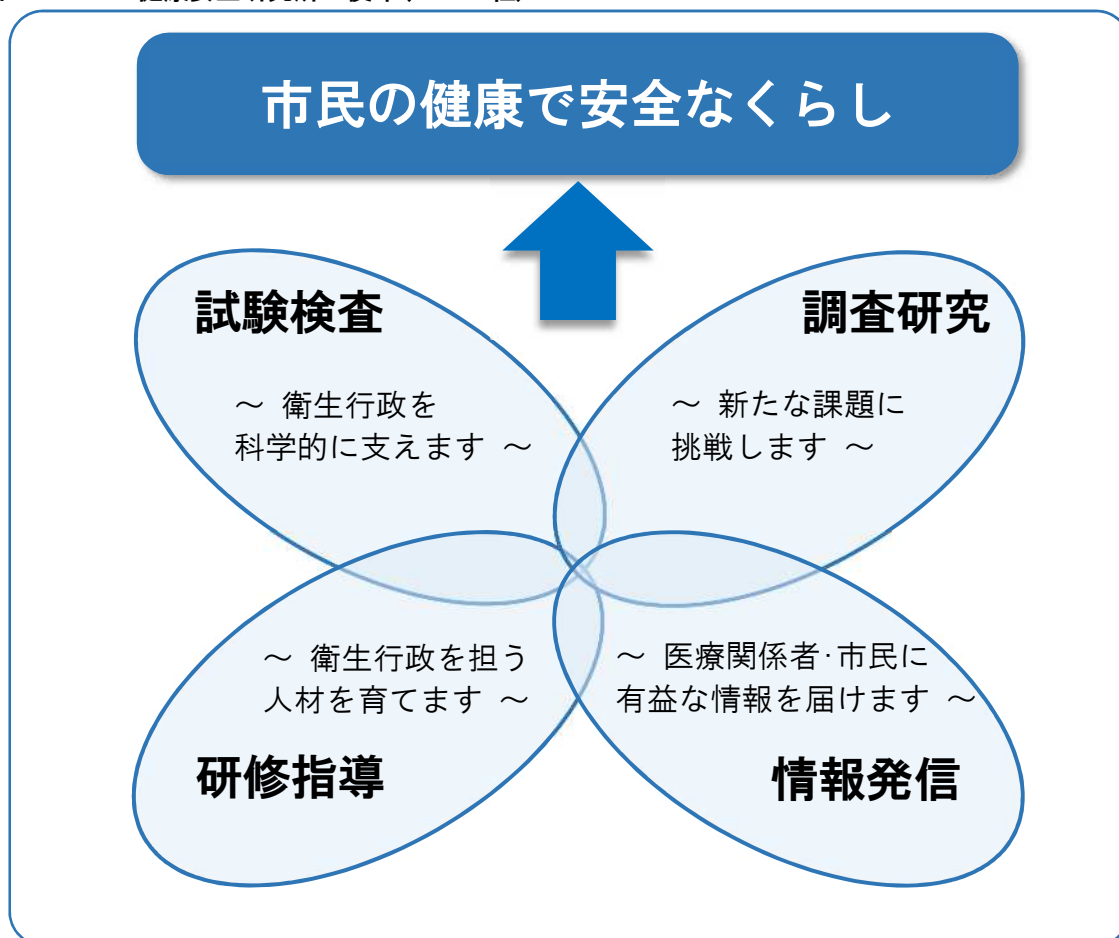 市民の健康で安全なくらし
試験検査
～ 衛生行政を
科学的に支えます ～
調査研究
～ 新たな課題に
挑戦します ～
～ 衛生行政を担う
人材を育てます ～
研修指導
～ 医療関係者・市民に
有益な情報を届けます ～
情報発信